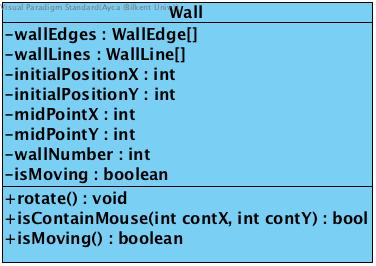 Visual Paradigm Standard(Ayca (Bilkent Univ
Wall
-wallEdges : WallEdge[]
-wallLines : WallLine[]
-initialPositionX : int
-initialPositionY : int
-midPointX : int
-midPointY : int
-wallNumber : int
-isMoving : boolean
+rotate() : void
+isContainMouse(int contX, int contY) : bool
+isMoving() : boolean